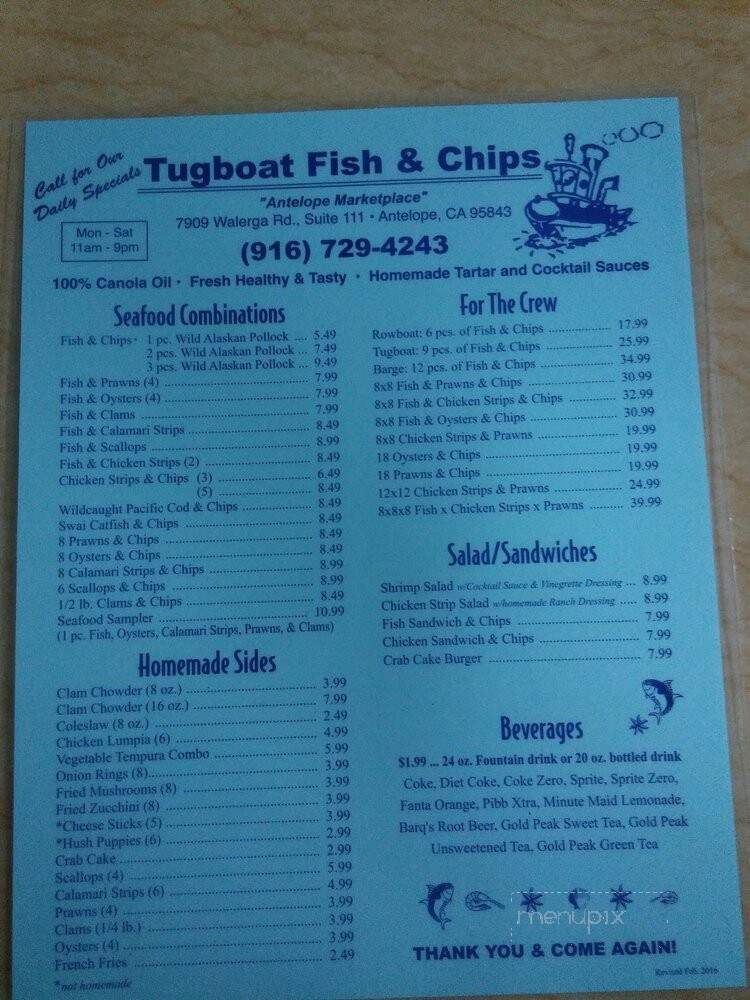 Call for Our
Daily Specials
Tugboat Fish & Chips
"Antelope Marketplace"
7909 Walerga Rd., Suite 111 • Antelope, CA 95843
Mon - Sat
11am - 9pm
(916) 729-4243
100% Canola Oil • Fresh Healthy & Tasty • Homemade Tartar and Cocktail Sauces
Seafood Combinations
Fish & Chips • 1 pc. Wild Alaskan Pollock .... 5.49
2 pcs. Wild Alaskan Pollock ... 7.49
3 pcs. Wild Alaskan Pollock ... 9.49
Fish & Prawns (4) ........ 7.99
Fish & Oysters (4) ........ 7.99
Fish & Clams ........ 7.99
Fish & Calamari Strips ........ 8.49
Fish & Scallops ........ 8.99
Fish & Chicken Strips (2) ........ 8.49
Chicken Strips & Chips (3) ........ 6.49
(5) ........ 8.49
Wildcaught Pacific Cod & Chips ........ 8.49
Swai Catfish & Chips ........ 8.49
8 Prawns & Chips ........ 8.49
8 Oysters & Chips ........ 8.49
8 Calamari Strips & Chips ........ 8.99
6 Scallops & Chips ........ 8.99
1/2 lb. Clams & Chips ........ 8.49
Seafood Sampler ........ 10.99
(1 pc. Fish, Oysters, Calamari Strips, Prawns, & Clams)
Homemade Sides
Clam Chowder (8 oz.) ........ 3.99
Clam Chowder (16 oz.) ........ 7.99
Coleslaw (8 oz.) ........ 2.49
Chicken Lumpia (6) ........ 4.99
Vegetable Tempura Combo ........ 5.99
Onion Rings (8) ........ 3.99
Fried Mushrooms (8) ........ 3.99
Fried Zucchini (8) ........ 3.99
*Cheese Sticks (5) ........ 3.99
*Hush Puppies (6) ........ 2.99
Crab Cake ........ 2.99
Scallops (4) ........ 5.99
Calamari Strips (6) ........ 4.99
Prawns (4) ........ 3.99
Clams (1/4 lb.) ........ 3.99
Oysters (4) ........ 3.99
French Fries ........ 2.49
*not homemade
For The Crew
Rowboat: 6 pcs. of Fish & Chips ........ 17.99
Tugboat: 9 pcs. of Fish & Chips ........ 25.99
Barge: 12 pcs. of Fish & Chips ........ 34.99
8x8 Fish & Prawns & Chips ........ 30.99
8x8 Fish & Chicken Strips & Chips ........ 32.99
8x8 Fish & Oysters & Chips ........ 30.99
8x8 Chicken Strips & Prawns ........ 19.99
18 Oysters & Chips ........ 19.99
18 Prawns & Chips ........ 19.99
12x12 Chicken Strips & Prawns ........ 24.99
8x8x8 Fish x Chicken Strips x Prawns ........ 39.99
Salad/Sandwiches
Shrimp Salad w/Cocktail Sauce & Vinegrette Dressing ... 8.99
Chicken Strip Salad w/homemade Ranch Dressing ..... 8.99
Fish Sandwich & Chips ........ 7.99
Chicken Sandwich & Chips ........ 7.99
Crab Cake Burger ........ 7.99
Beverages
$1.99 ... 24 oz. Fountain drink or 20 oz. bottled drink
Coke, Diet Coke, Coke Zero, Sprite, Sprite Zero,
Fanta Orange, Pibb Xtra, Minute Maid Lemonade,
Barq's Root Beer, Gold Peak Sweet Tea, Gold Peak
Unsweetened Tea, Gold Peak Green Tea
menupix
THANK YOU & COME AGAIN!
Revised Feb. 2016